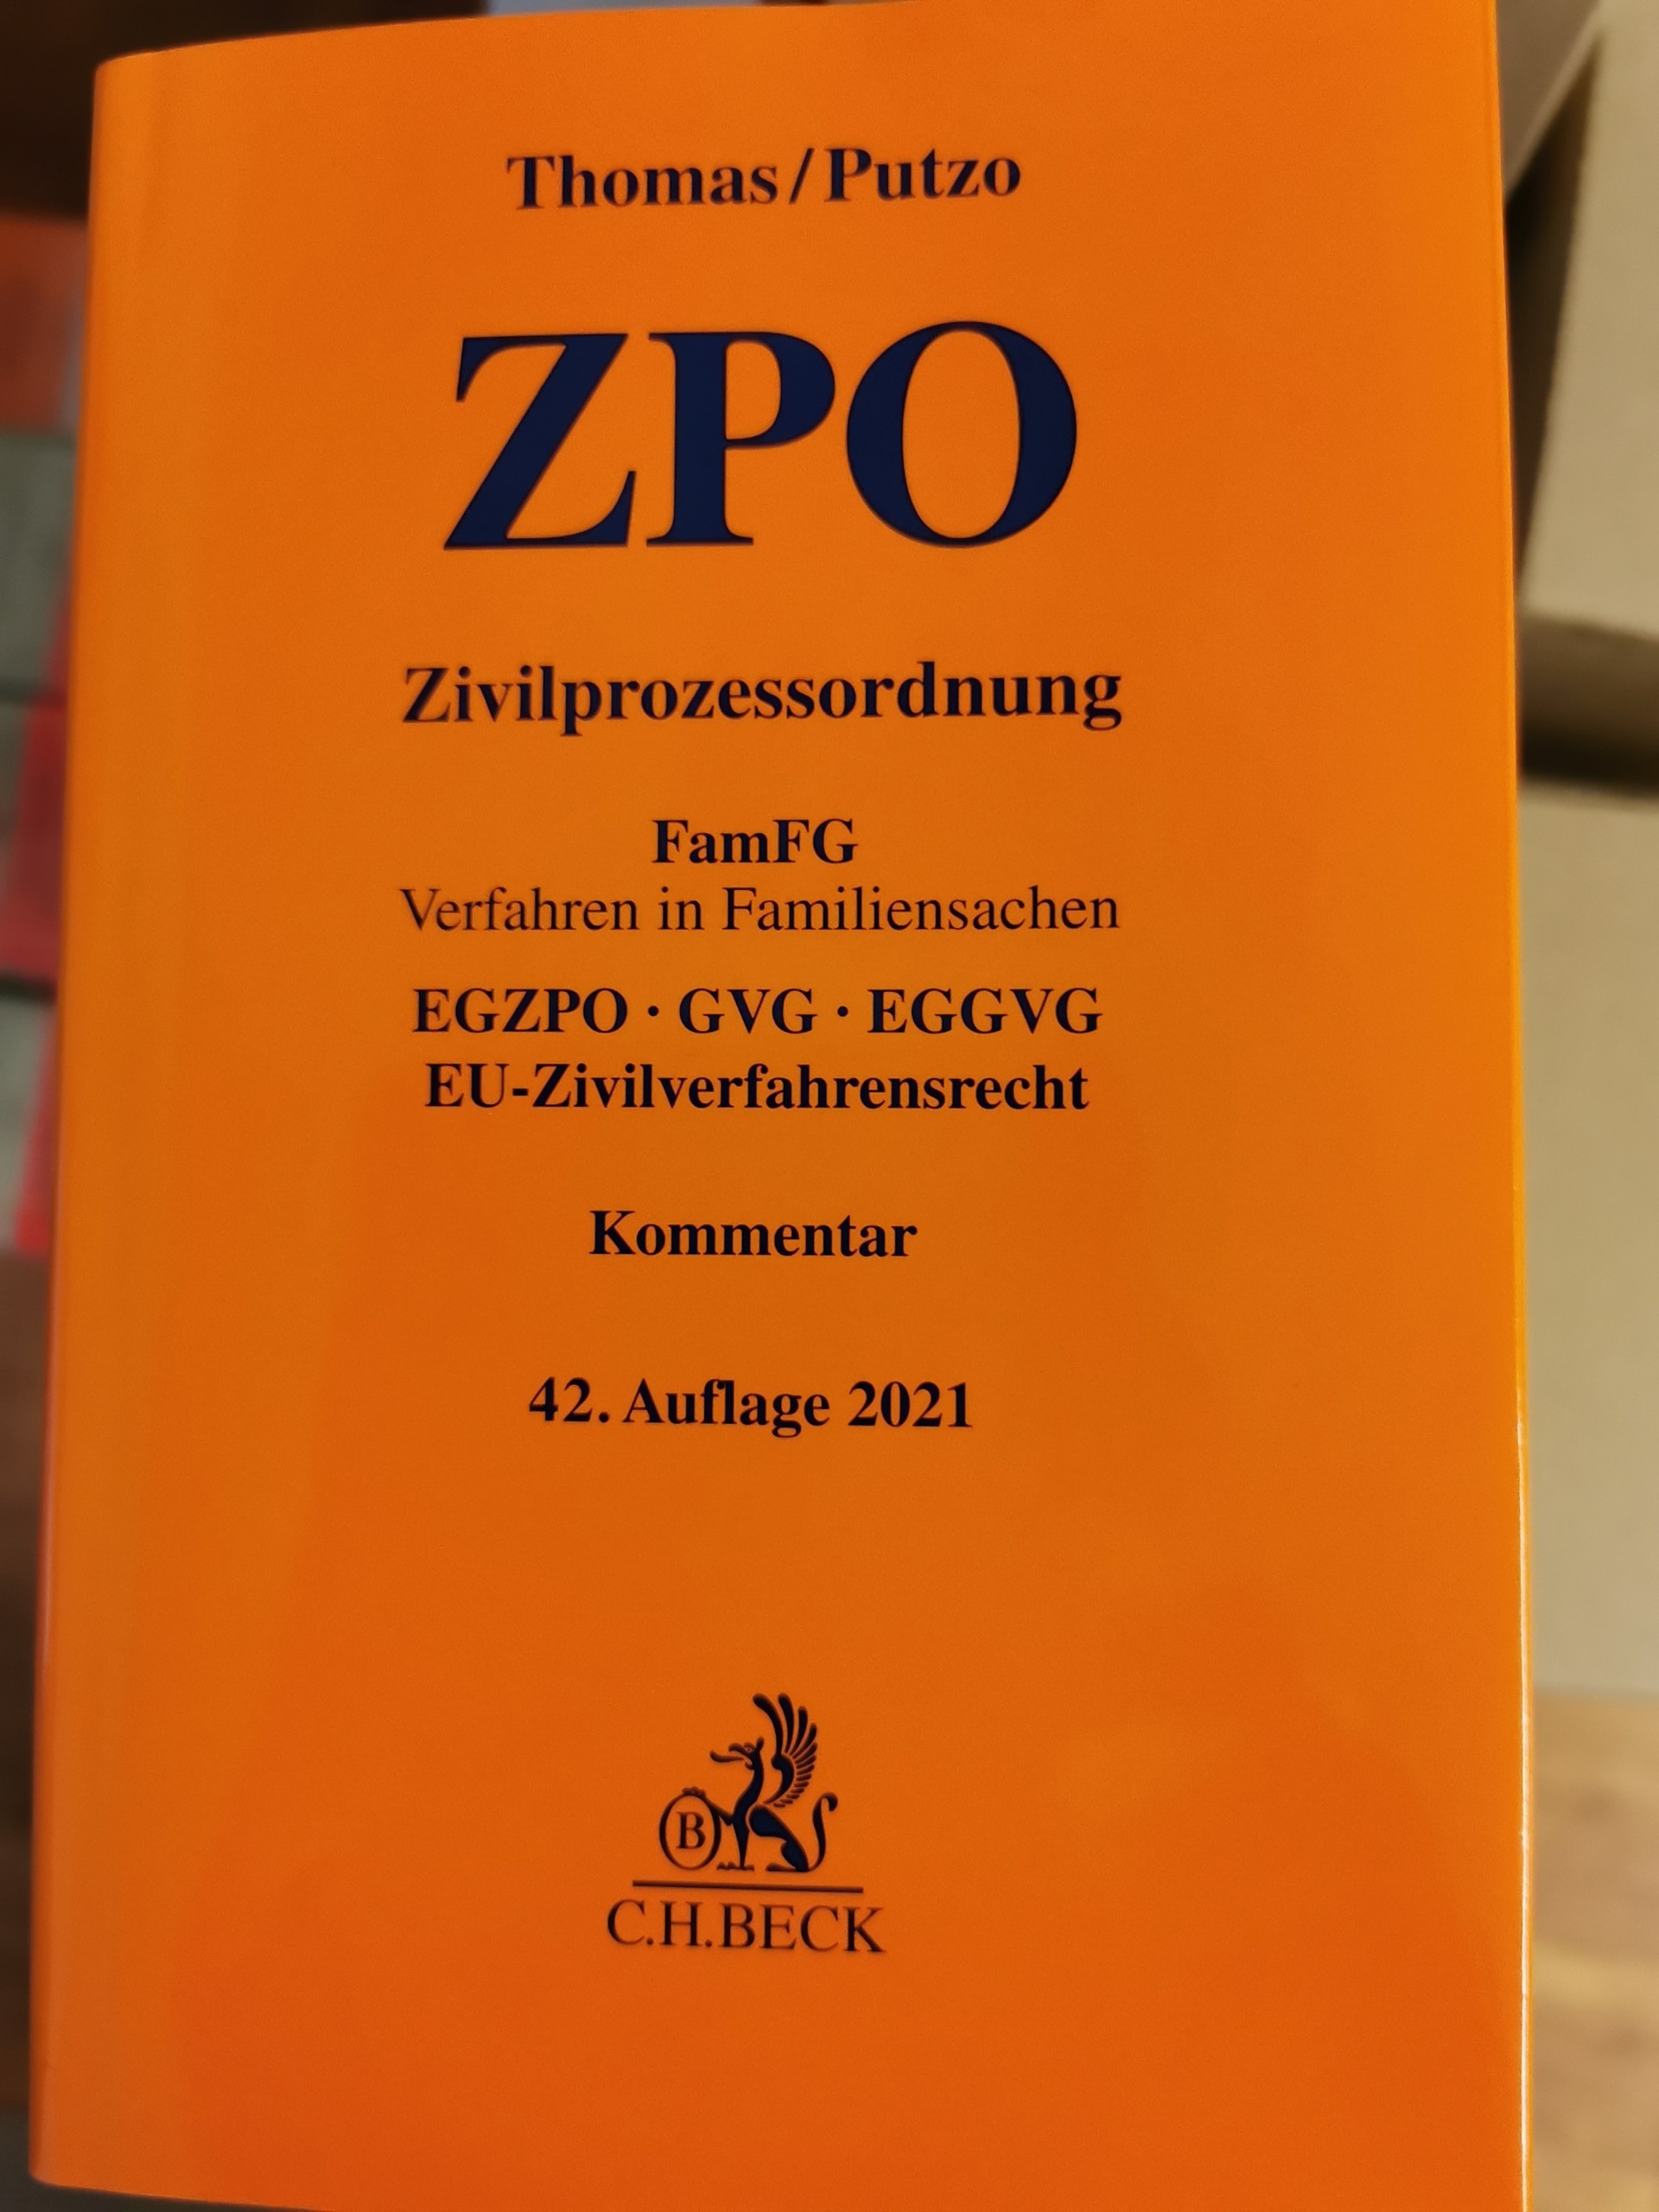 Thomas/Putzo
ZPO
Zivilprozessordnung
FamFG
Verfahren in Familiensachen
EGZPO · GVG · EGGVG
EU-Zivilverfahrensrecht
Kommentar
42. Auflage 2021
B
C.H.BECK